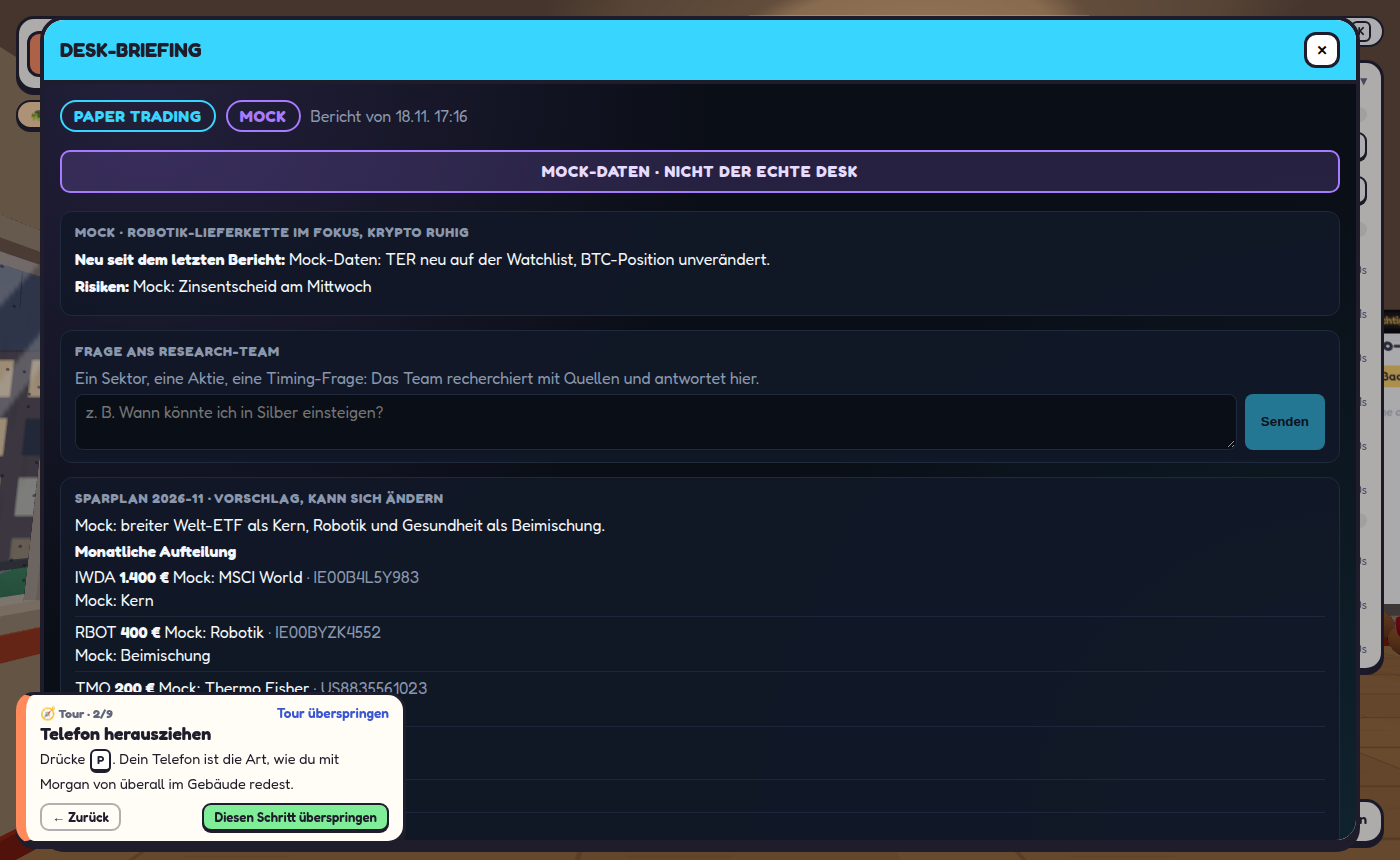 DESK-BRIEFING
×
PAPER TRADING
MOCK
Bericht von 18.11. 17:16
MOCK-DATEN · NICHT DER ECHTE DESK
MOCK · ROBOTIK-LIEFERKETTE IM FOKUS, KRYPTO RUHIG
Neu seit dem letzten Bericht: Mock-Daten: TER neu auf der Watchlist, BTC-Position unverändert.
Risiken: Mock: Zinsentscheid am Mittwoch
FRAGE ANS RESEARCH-TEAM
Ein Sektor, eine Aktie, eine Timing-Frage: Das Team recherchiert mit Quellen und antwortet hier.
z. B. Wann könnte ich in Silber einsteigen?
Senden
SPARPLAN 2026-11 · VORSCHLAG, KANN SICH ÄNDERN
Mock: breiter Welt-ETF als Kern, Robotik und Gesundheit als Beimischung.
Monatliche Aufteilung
IWDA 1.400 € Mock: MSCI World · IE00B4L5Y983
Mock: Kern
RBOT 400 € Mock: Robotik · IE00BYZK4552
Mock: Beimischung
TMO 200 € Mock: Thermo Fisher · US8835561023
Tour · 2/9
Tour überspringen
Telefon herausziehen
Drücke P. Dein Telefon ist die Art, wie du mit
Morgan von überall im Gebäude redest.
← Zurück
Diesen Schritt überspringen